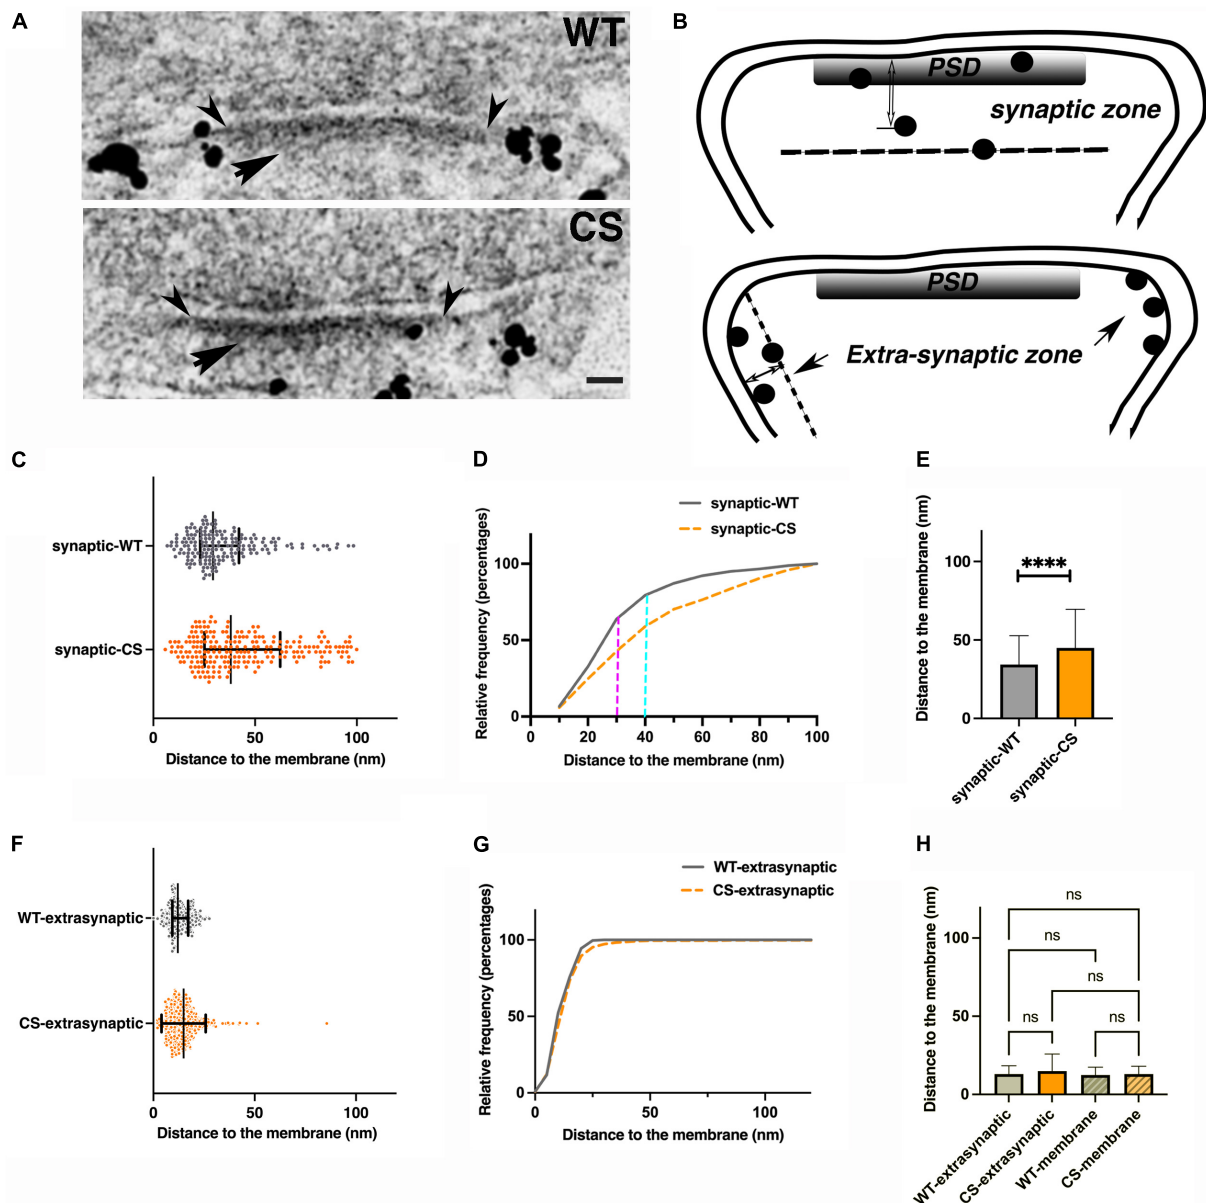 A
WT
CS
B
PSD
synaptic zone
PSD
Extra-synaptic zone
C
synaptic-WT
synaptic-CS
0
50
100
Distance to the membrane (nm)
D
synaptic-WT
synaptic-CS
Relative frequency (percentages)
100
50
0
0
20
40
60
80
100
Distance to the membrane (nm)
E
Distance to the membrane (nm)
100
50
0
****
synaptic-WT
synaptic-CS
F
WT-extrasynaptic
CS-extrasynaptic
0
50
100
Distance to the membrane (nm)
G
WT-extrasynaptic
CS-extrasynaptic
Relative frequency (percentages)
100
50
0
0
50
100
Distance to the membrane (nm)
H
Distance to the membrane (nm)
100
50
0
ns
ns
ns
ns
ns
WT-extrasynaptic
CS-extrasynaptic
WT-membrane
CS-membrane